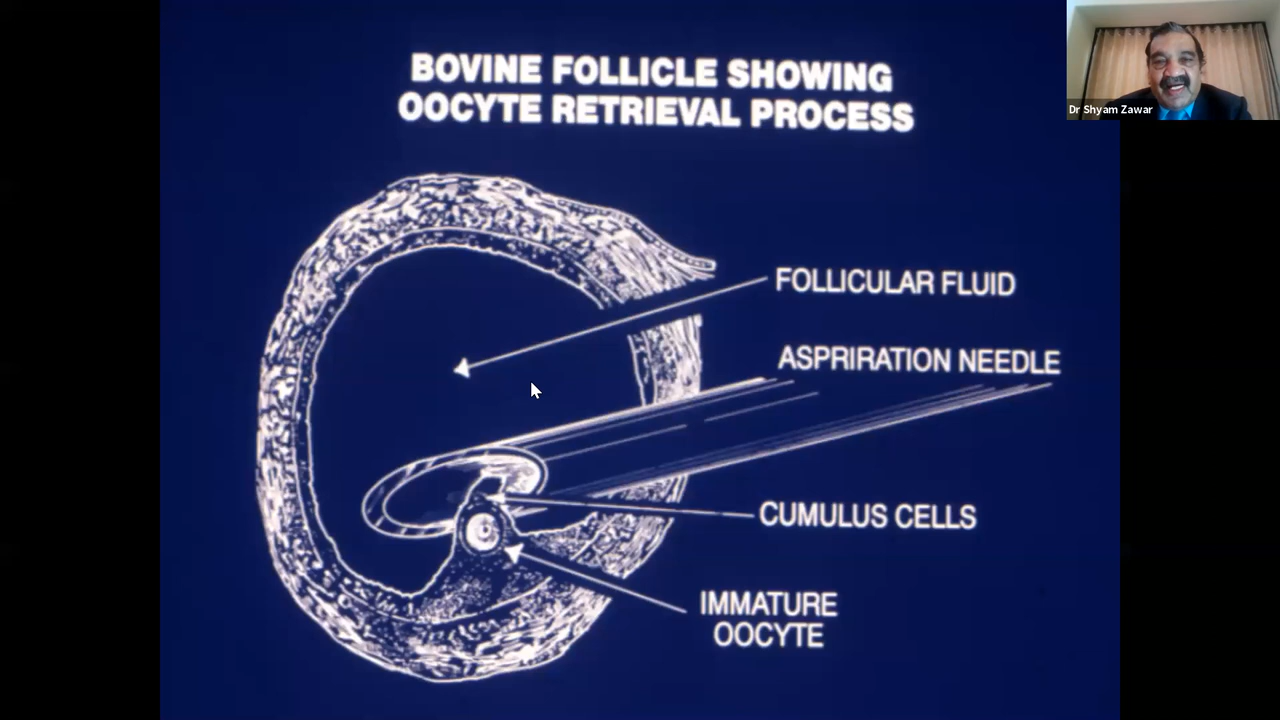 BOVINE FOLLICLE SHOWING
OOCYTE RETRIEVAL PROCESS
Dr Shyam Zawar
FOLLICULAR FLUID
ASPRIRATION NEEDLE
CUMULUS CELLS
IMMATURE
OOCYTE